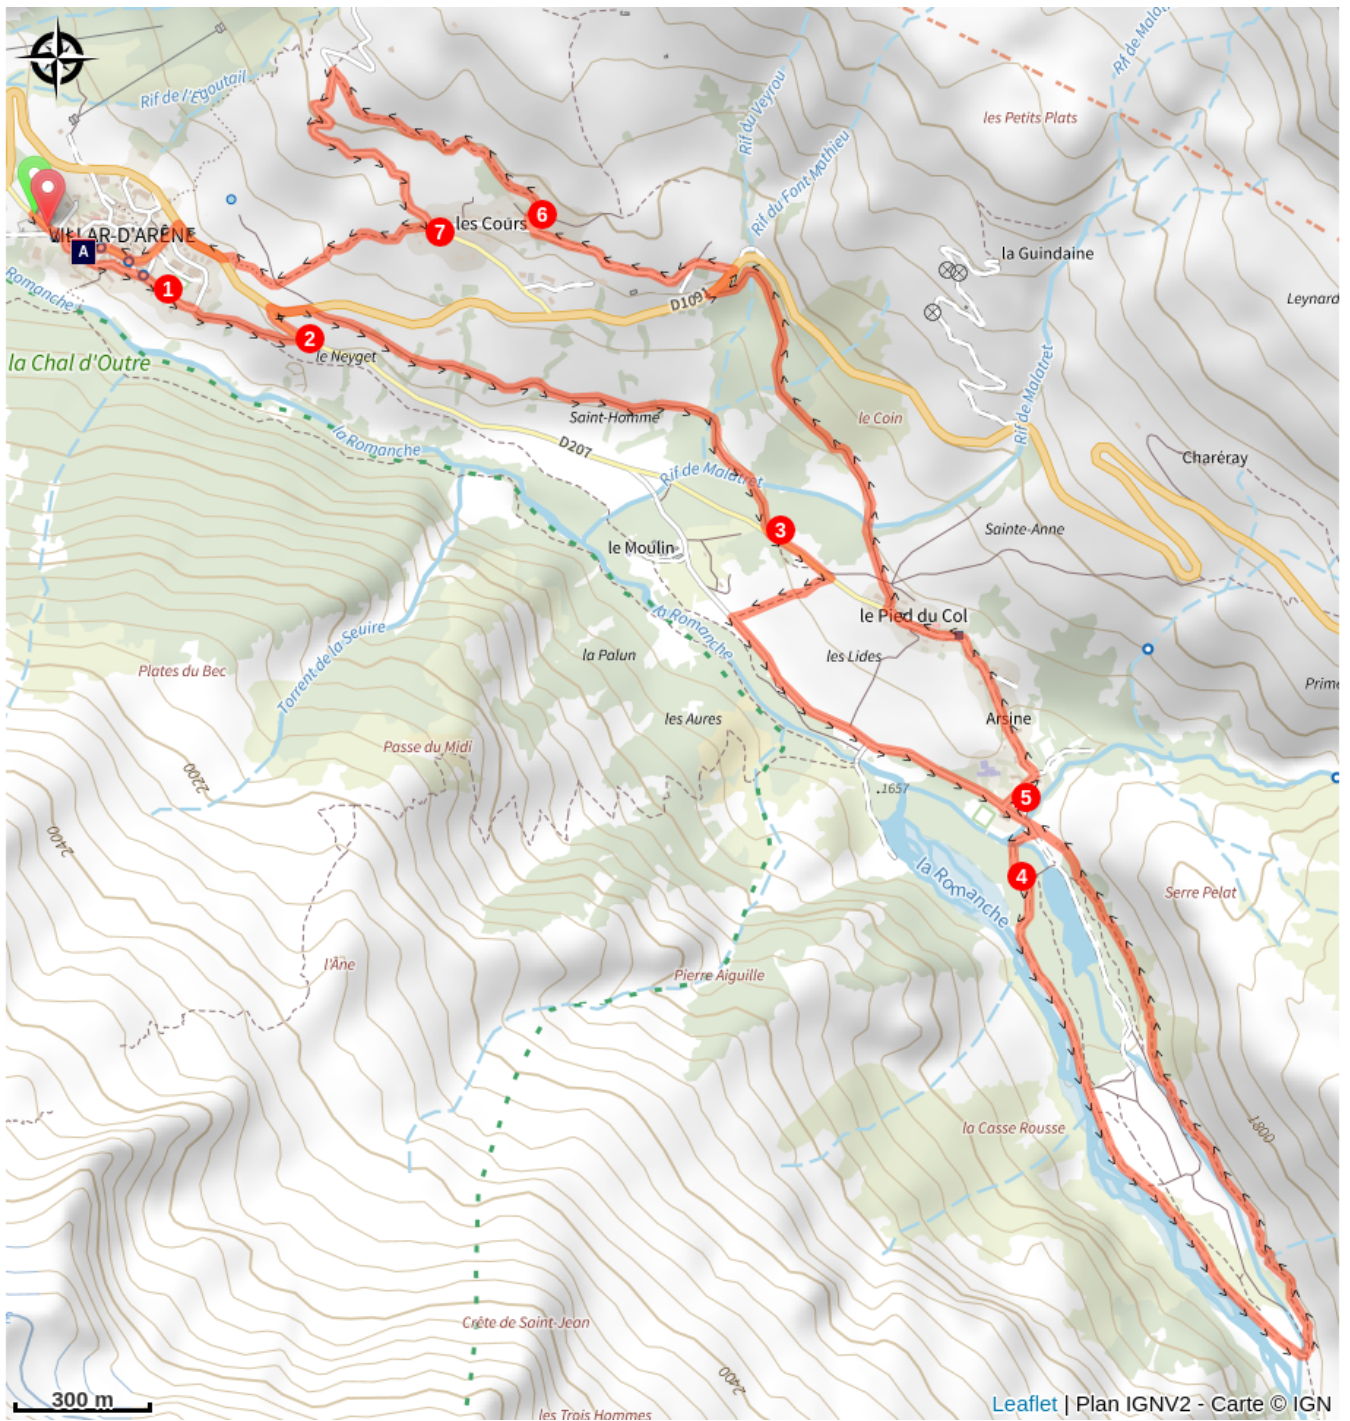 Rif de l'Égoutail
Rif du Veyrou
Rif du Font Mathieu
les Petits Plats
VILLAR-D'ARÈNE
A
6
7
les Cours
la Guindaine
1
D1091
Leynard
Romanche
2
le Neyget
la Chal d'Outre
Rif de Malatret
Saint-Homme
le Coin
la Romanche
D207
Rif de Malatret
Charéray
3
Sainte-Anne
le Moulin
le Pied du Col
la Romanche
Torrent de la Seuire
la Palun
les Lides
Plates du Bec
Prime
les Aures
Arsine
Passe du Midi
2200
.1657
5
2400
4
la Romanche
Serre Pelat
l'Âne
Pierre Aiguille
la Casse Rousse
1800
Crête de Saint-Jean
2400
300 m
les Trois Hommes
Leaflet | Plan IGNV2 - Carte © IGN